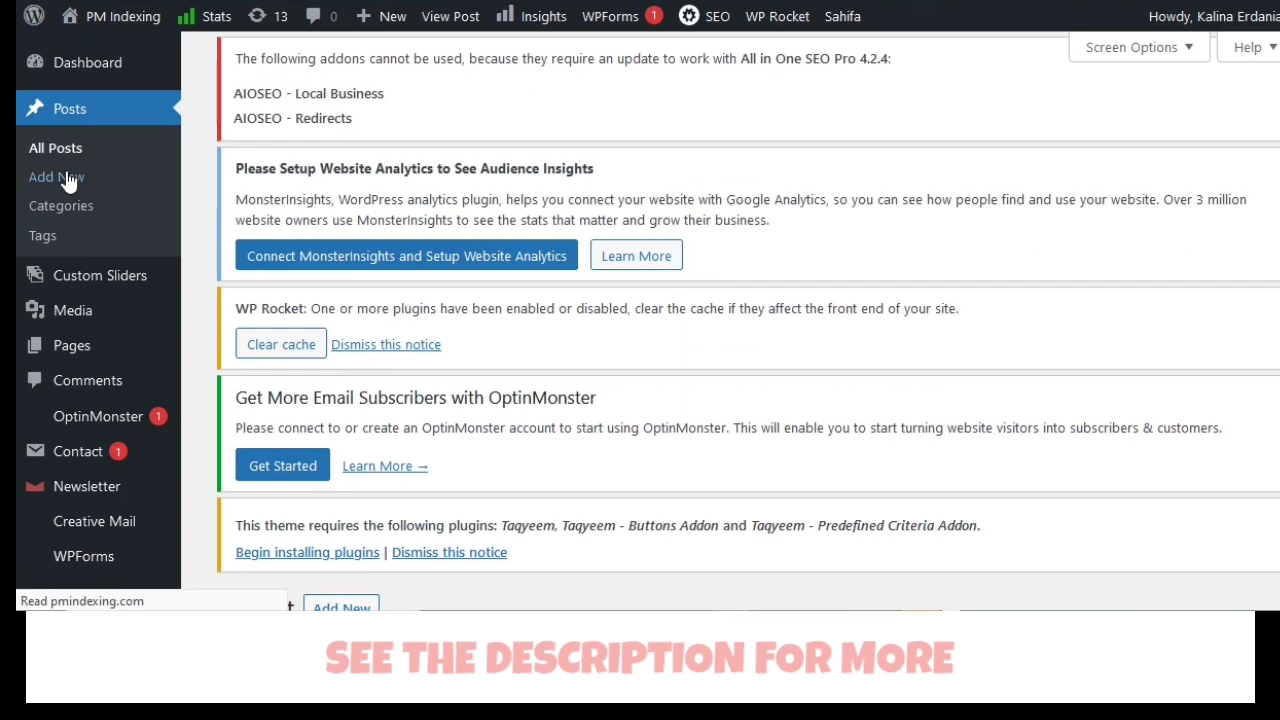 PM Indexing Stats 13 0 New View Post Insights WPForms 1 SEO WP Rocket Sahifa Howdy, Kalina Erdania
Screen Options ▼ Help ▼
Dashboard
Posts
All Posts
Add New
Categories
Tags
Custom Sliders
Media
Pages
Comments
OptinMonster 1
Contact 1
Newsletter
Creative Mail
WPForms
The following addons cannot be used, because they require an update to work with All in One SEO Pro 4.2.4:
AIOSEO - Local Business
AIOSEO - Redirects
Please Setup Website Analytics to See Audience Insights
MonsterInsights, WordPress analytics plugin, helps you connect your website with Google Analytics, so you can see how people find and use your website. Over 3 million
website owners use MonsterInsights to see the stats that matter and grow their business.
Connect MonsterInsights and Setup Website Analytics Learn More
WP Rocket: One or more plugins have been enabled or disabled, clear the cache if they affect the front end of your site.
Clear cache Dismiss this notice
Get More Email Subscribers with OptinMonster
Please connect to or create an OptinMonster account to start using OptinMonster. This will enable you to start turning website visitors into subscribers & customers.
Get Started Learn More →
This theme requires the following plugins: Taqyeem, Taqyeem - Buttons Addon and Taqyeem - Predefined Criteria Addon.
Begin installing plugins | Dismiss this notice
Read pmindexing.com
Add New
SEE THE DESCRIPTION FOR MORE